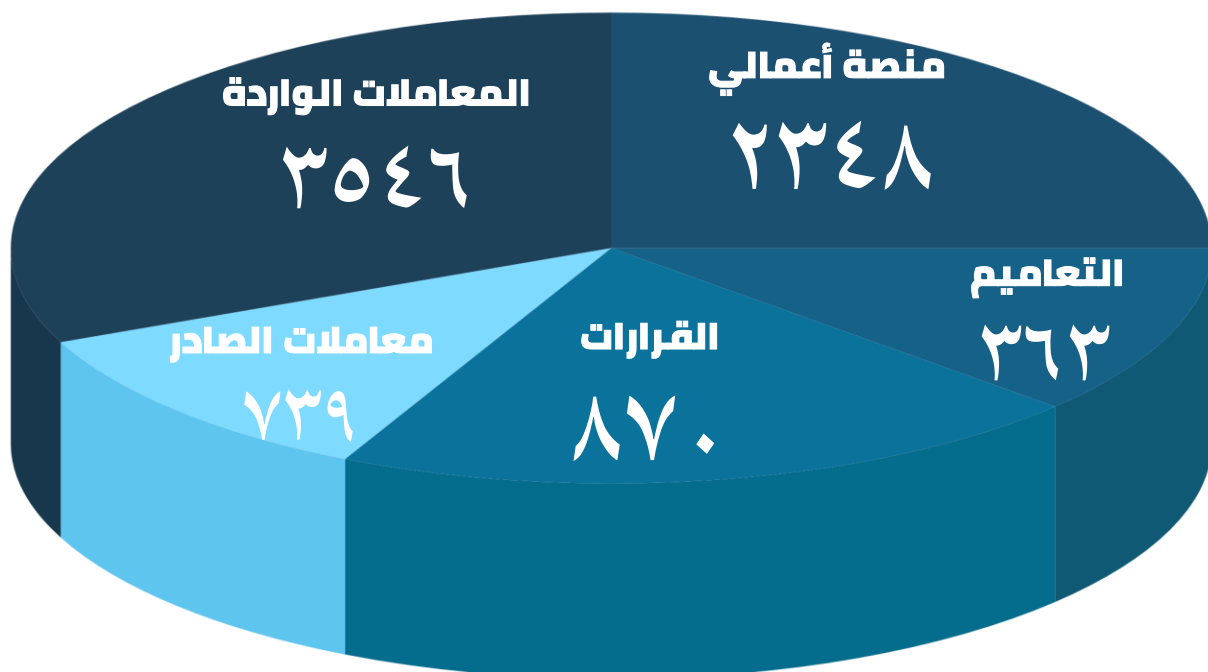 منصة أعمالي
٢٣٤٨
المعاملات الواردة
٣٥٤٦
التعاميم
٣٦٣
القرارات
٨٧٠
معاملات الصادر
٧٣٩